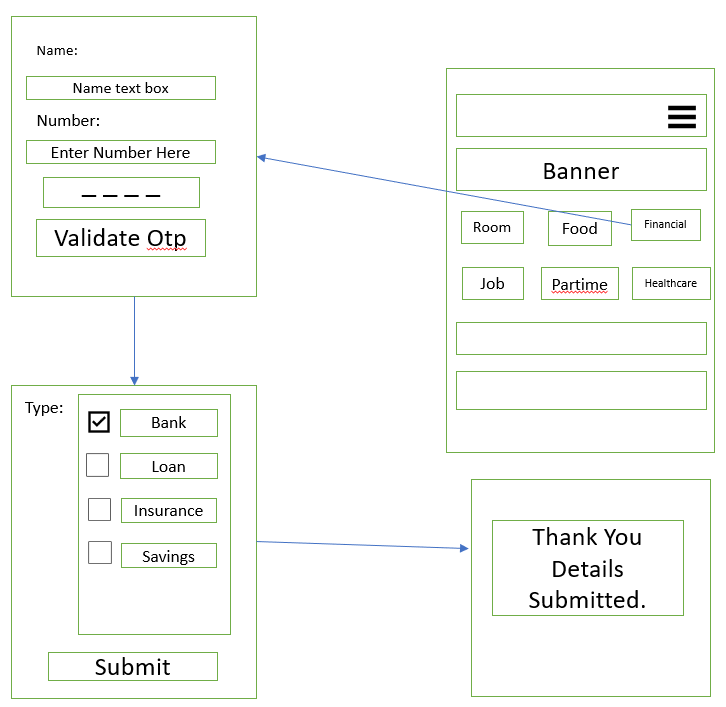 Name:
Name text box
Number:
Enter Number Here
_ _ _ _
Validate Otp
Banner
Room
Food
Financial
Job
Partime
Healthcare
Type:
Bank
Loan
Insurance
Savings
Submit
Thank You
Details
Submitted.